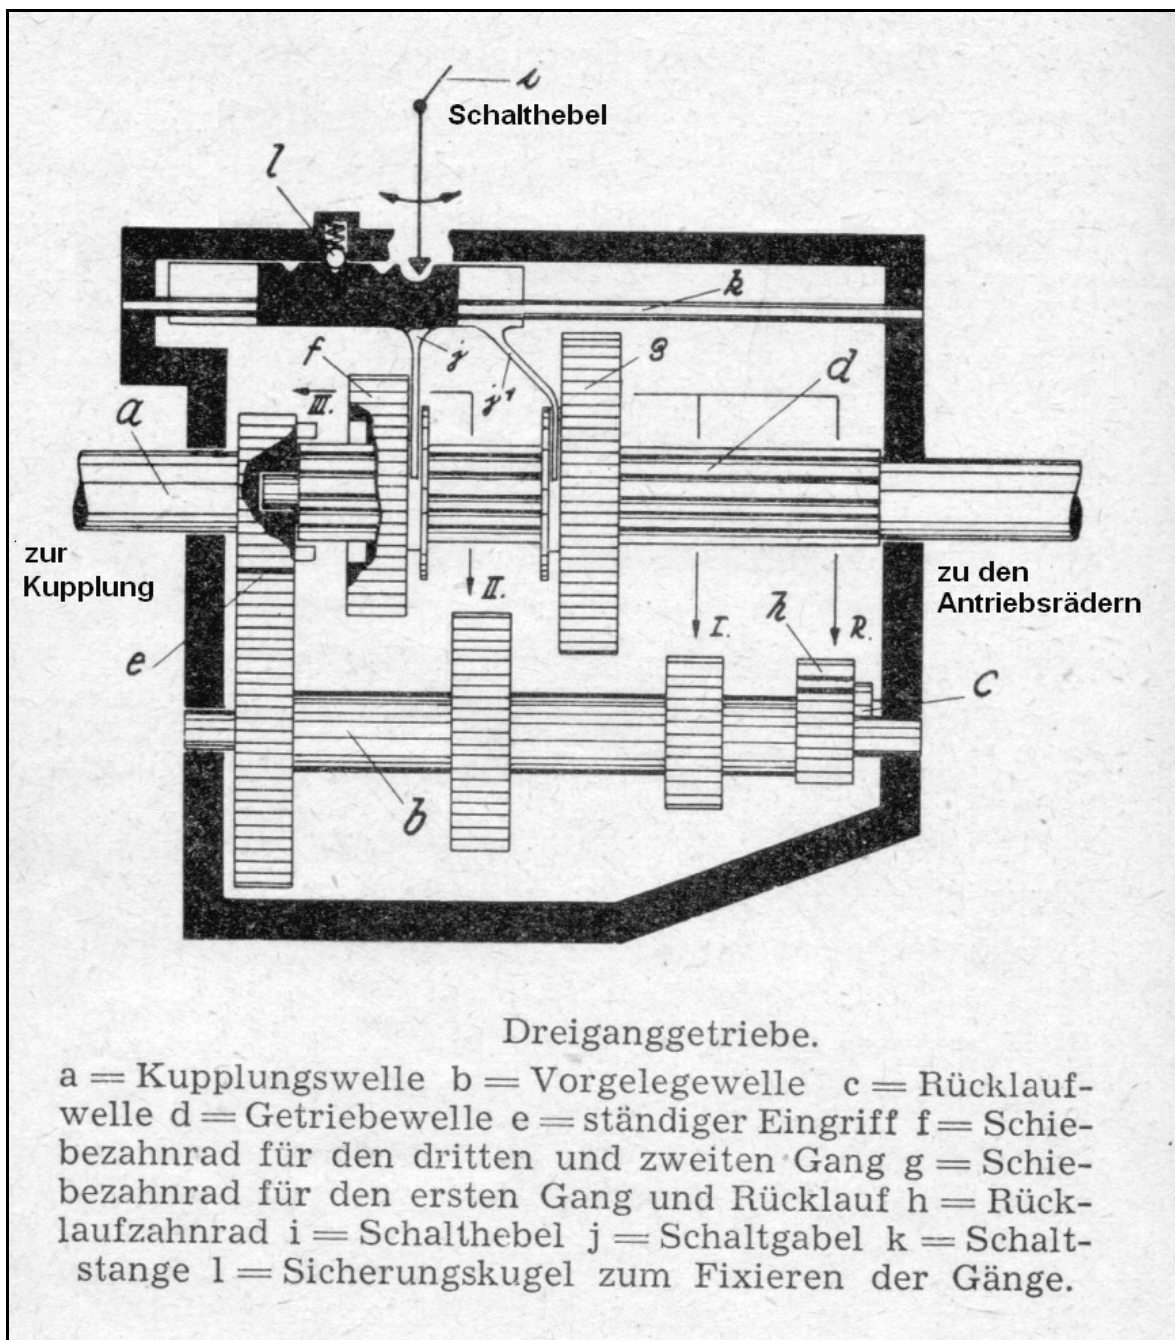 i
Schalthebel
l
k
f
j
g
d
j'
III.
a
zur
Kupplung
II.
zu den
Antriebsrädern
I.
h
R.
e
C
b
Dreiganggetriebe.
a = Kupplungswelle b = Vorgelegewelle c = Rücklauf-
welle d = Getriebewelle e = ständiger Eingriff f = Schie-
bezahnrad für den dritten und zweiten Gang g = Schie-
bezahnrad für den ersten Gang und Rücklauf h = Rück-
laufzahnrad i = Schalthebel j = Schaltgabel k = Schalt-
stange l = Sicherungskugel zum Fixieren der Gänge.